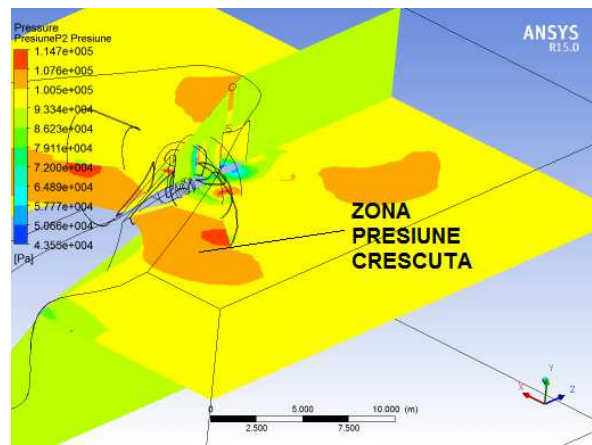 Pressure
PresiuneP2 Presiune
1.147e+005
1.076e+005
1.005e+005
9.334e+004
8.623e+004
7.911e+004
7.200e+004
6.489e+004
5.777e+004
5.066e+004
4.355e+004
[Pa]
ANSYS
R15.0
ZONA
PRESIUNE
CRESCUTA
Y
X
Z
0
5.000
10.000 (m)
2.500
7.500